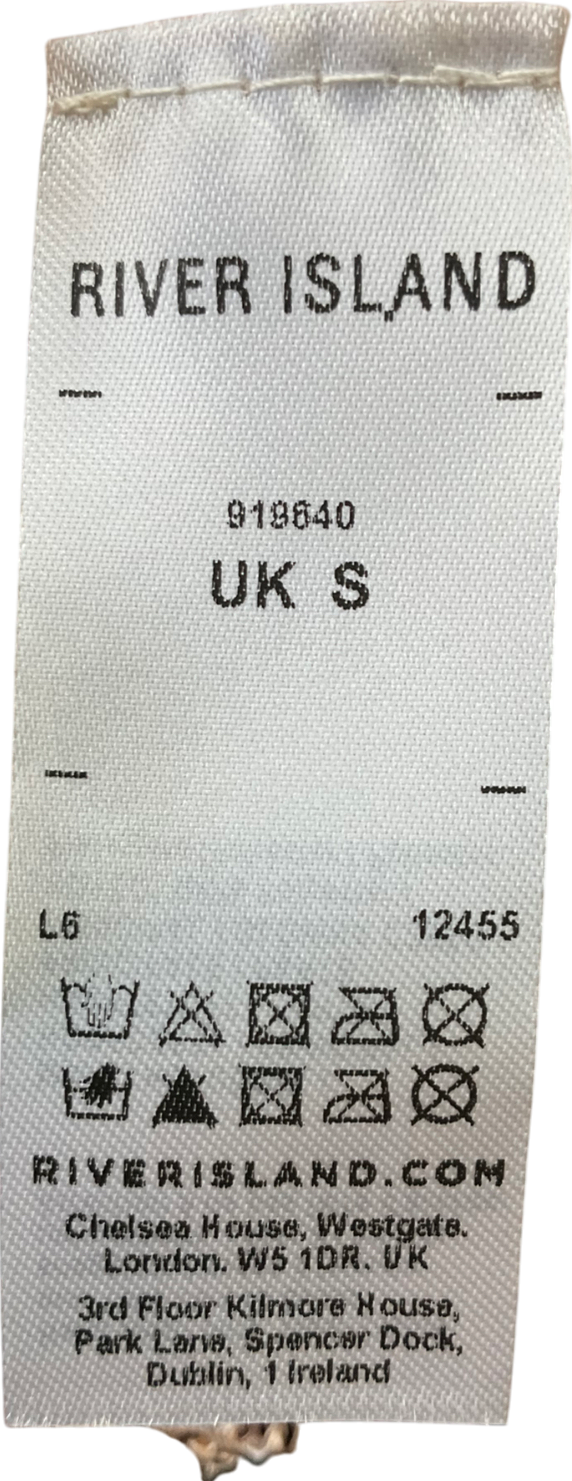 RIVER ISLAND
919640
UK S
L6 12455
RIVERISLAND.COM
Chelsea House, Westgate.
London. W5 1DR. UK
3rd Floor Kilmore House,
Park Lane, Spencer Dock,
Dublin, 1 Ireland